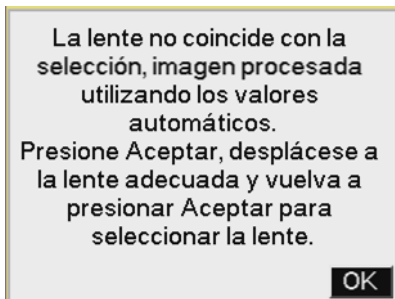 La lente no coincide con la
selección, imagen procesada
utilizando los valores
automáticos.
Presione Aceptar, desplácese a
la lente adecuada y vuelva a
presionar Aceptar para
seleccionar la lente.
OK